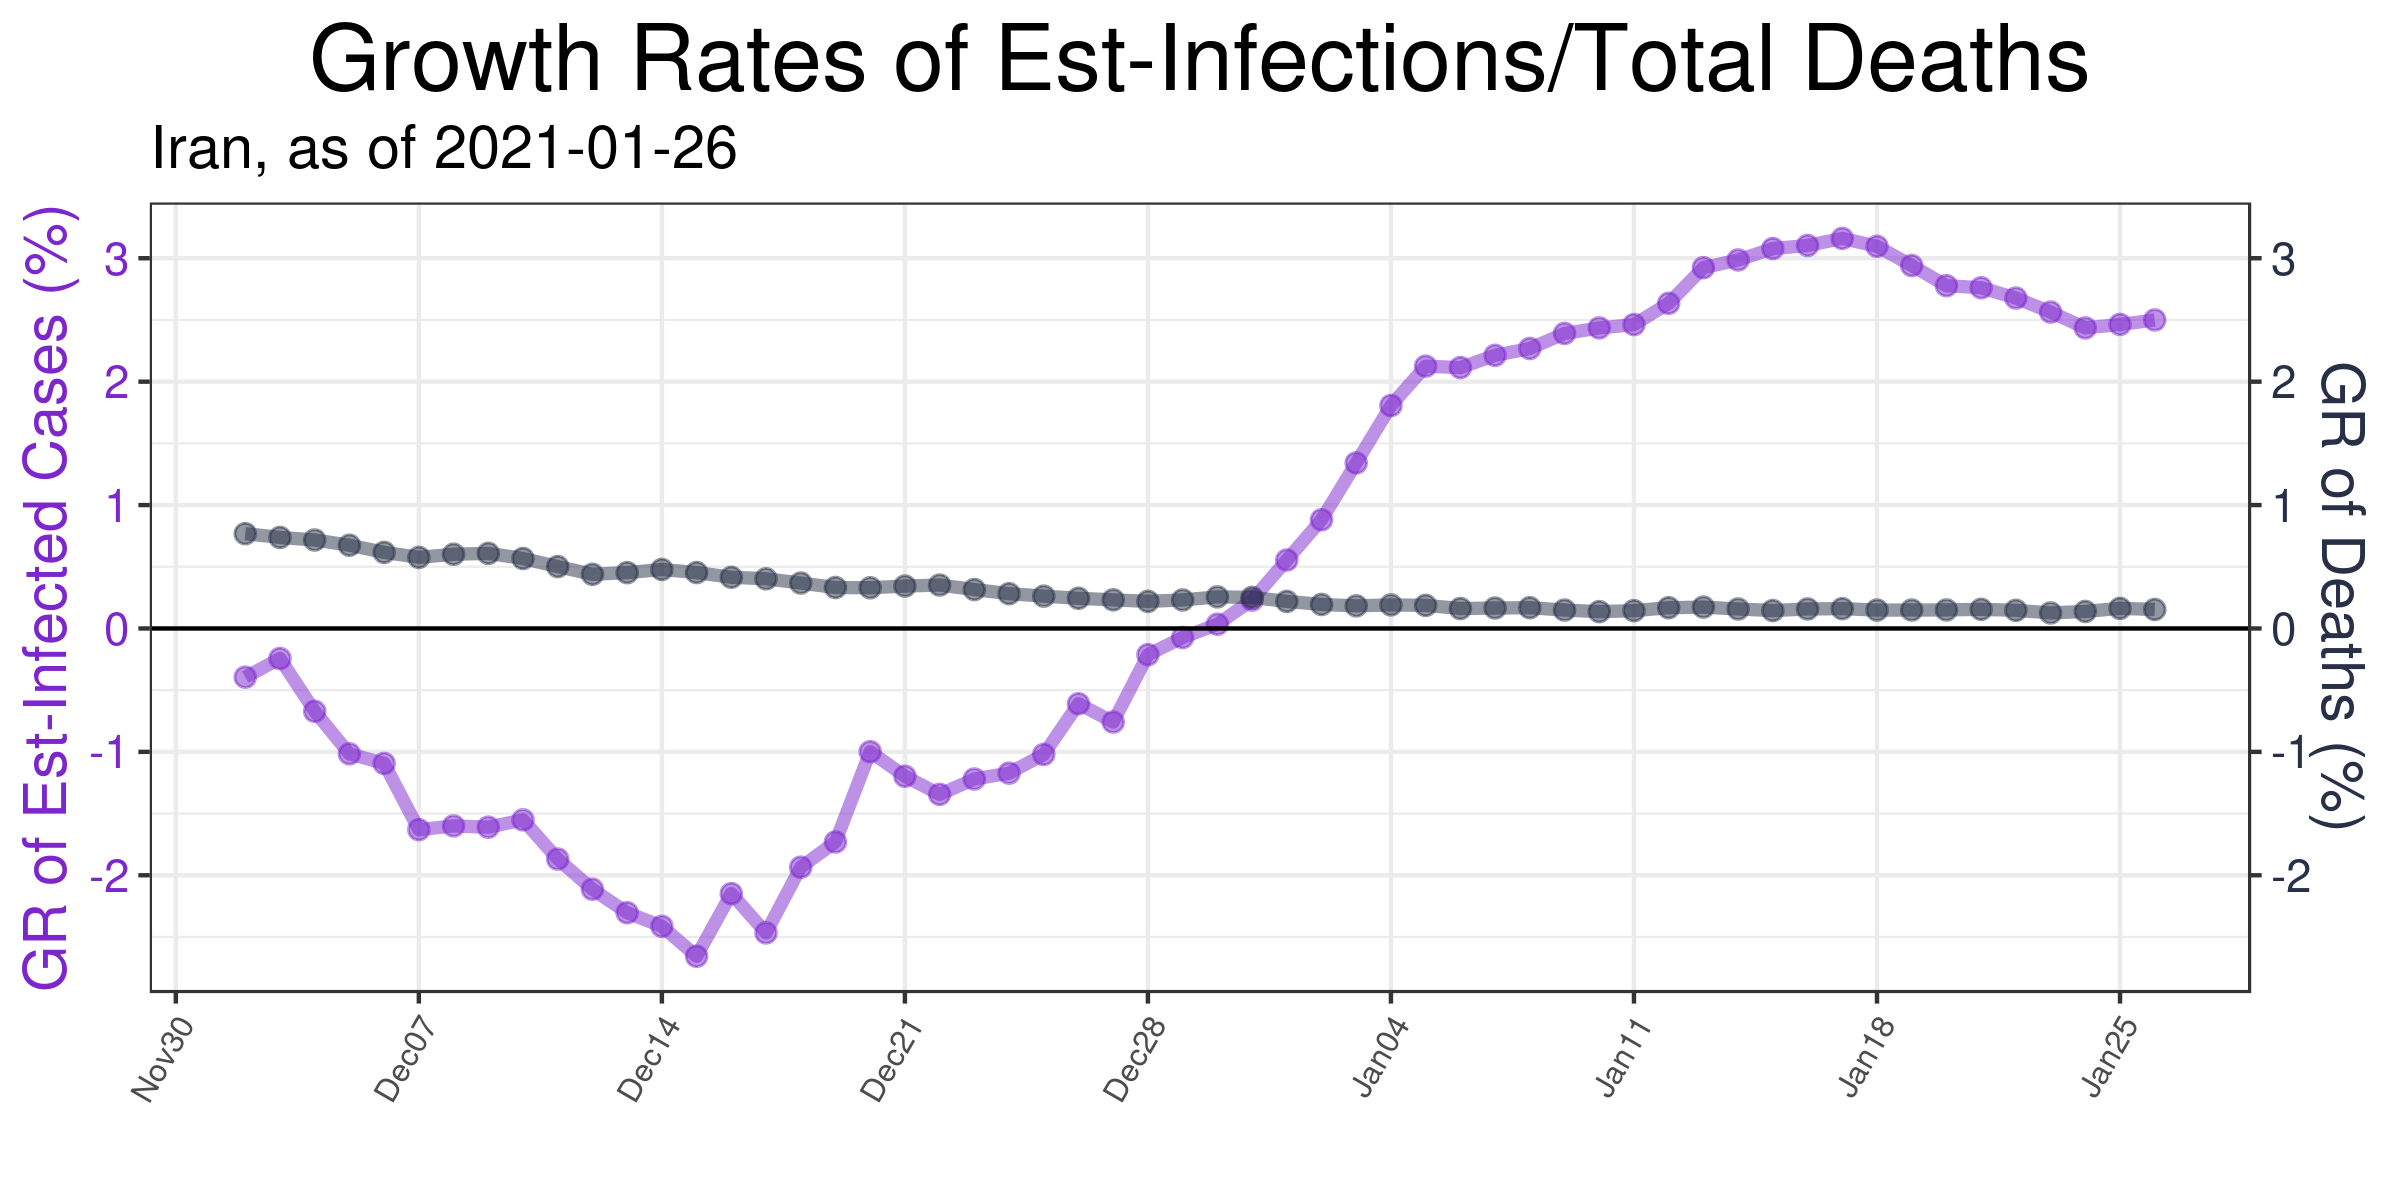 Growth Rates of Est-Infections/Total Deaths
Iran, as of 2021-01-26
GR of Est-Infected Cases (%)
3
2
1
0
-1
-2
3
2
1
0
-1
-2
GR of Deaths (%)
Nov30
Dec07
Dec14
Dec21
Dec28
Jan04
Jan11
Jan18
Jan25